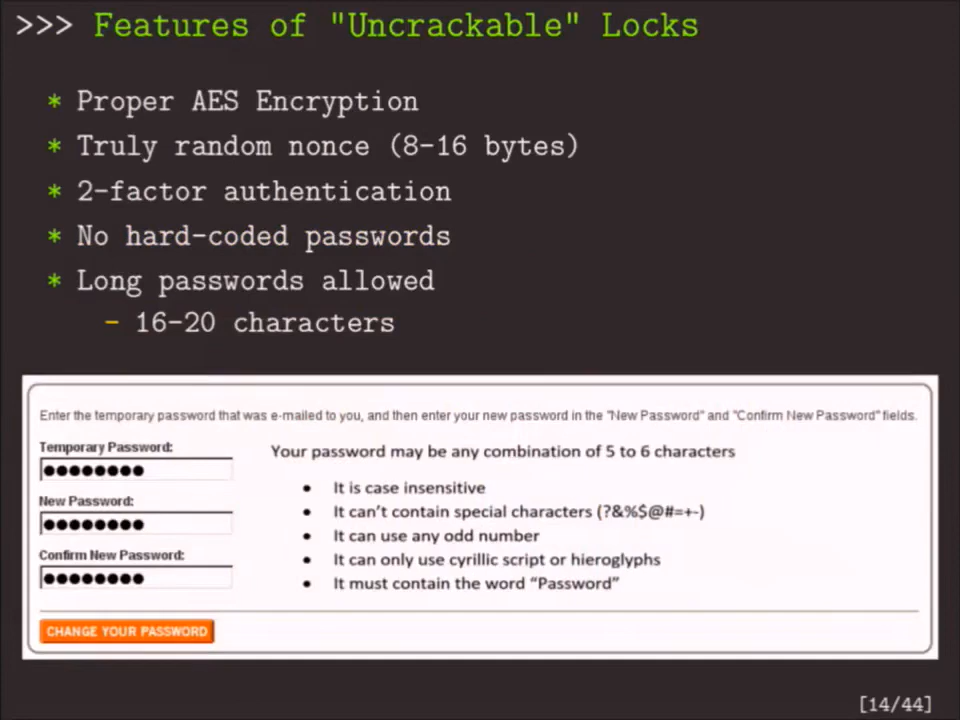 >>> Features of "Uncrackable" Locks
* Proper AES Encryption
* Truly random nonce (8-16 bytes)
* 2-factor authentication
* No hard-coded passwords
* Long passwords allowed
- 16-20 characters
Enter the temporary password that was e-mailed to you, and then enter your new password in the "New Password" and "Confirm New Password" fields.
Temporary Password:
●●●●●●●●
New Password:
●●●●●●●●
Confirm New Password:
●●●●●●●●
Your password may be any combination of 5 to 6 characters
• It is case insensitive
• It can't contain special characters (?&%$@#=+-)
• It can use any odd number
• It can only use cyrillic script or hieroglyphs
• It must contain the word “Password”
CHANGE YOUR PASSWORD
[14/44]